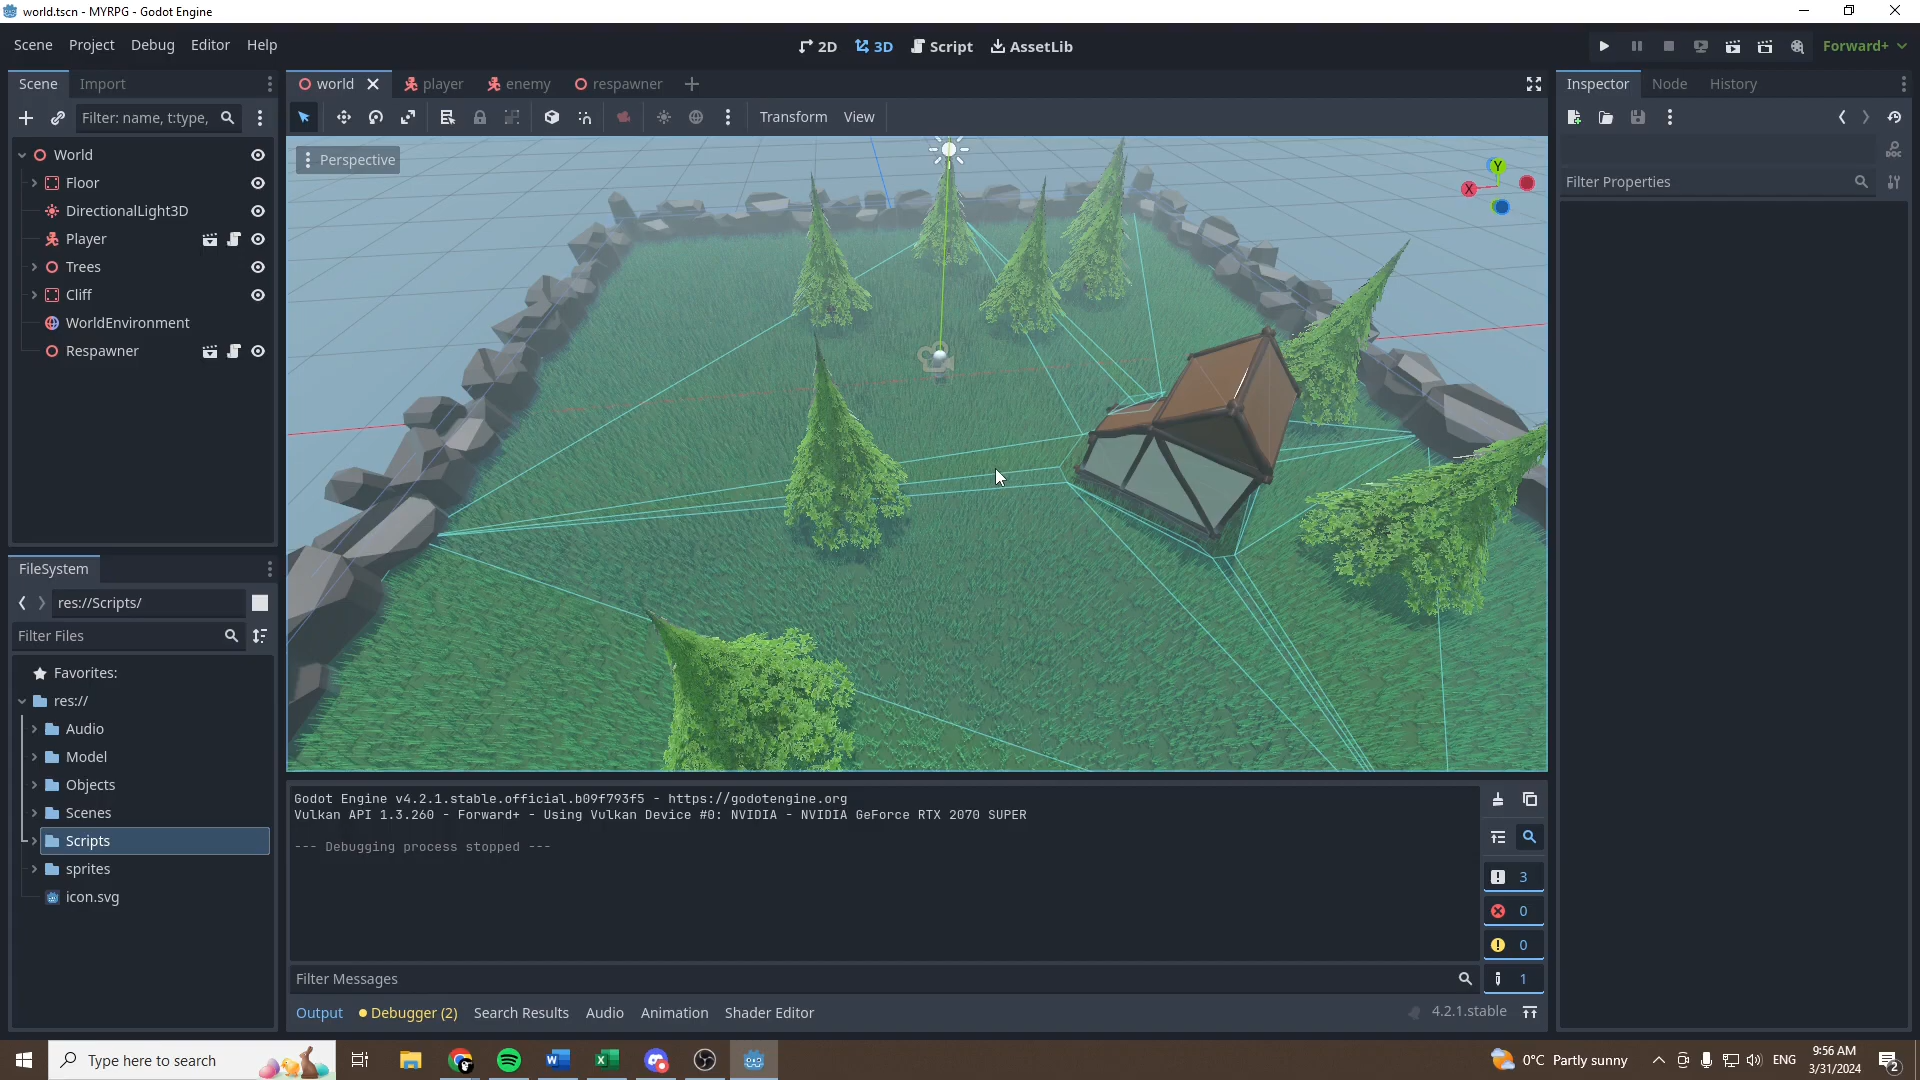 world.tscn - MYRPG - Godot Engine
Scene Project Debug Editor Help
2D 3D Script AssetLib
Forward+
Scene Import
world player enemy respawner
Inspector Node History
Filter: name, t:type,
Transform View
Perspective
Y
X
DOC
Filter Properties
World
Floor
DirectionalLight3D
Player
Trees
Cliff
WorldEnvironment
Respawner
FileSystem
res://Scripts/
Filter Files
Favorites:
res://
Audio
Model
Objects
Scenes
Scripts
sprites
icon.svg
Godot Engine v4.2.1.stable.official.b09f793f5 - https://godotengine.org
Vulkan API 1.3.260 - Forward+ - Using Vulkan Device #0: NVIDIA - NVIDIA GeForce RTX 2070 SUPER
--- Debugging process stopped ---
3
0
0
1
Filter Messages
Output Debugger (2) Search Results Audio Animation Shader Editor
4.2.1.stable
Type here to search
0°C Partly sunny
ENG
9:56 AM
3/31/2024
2